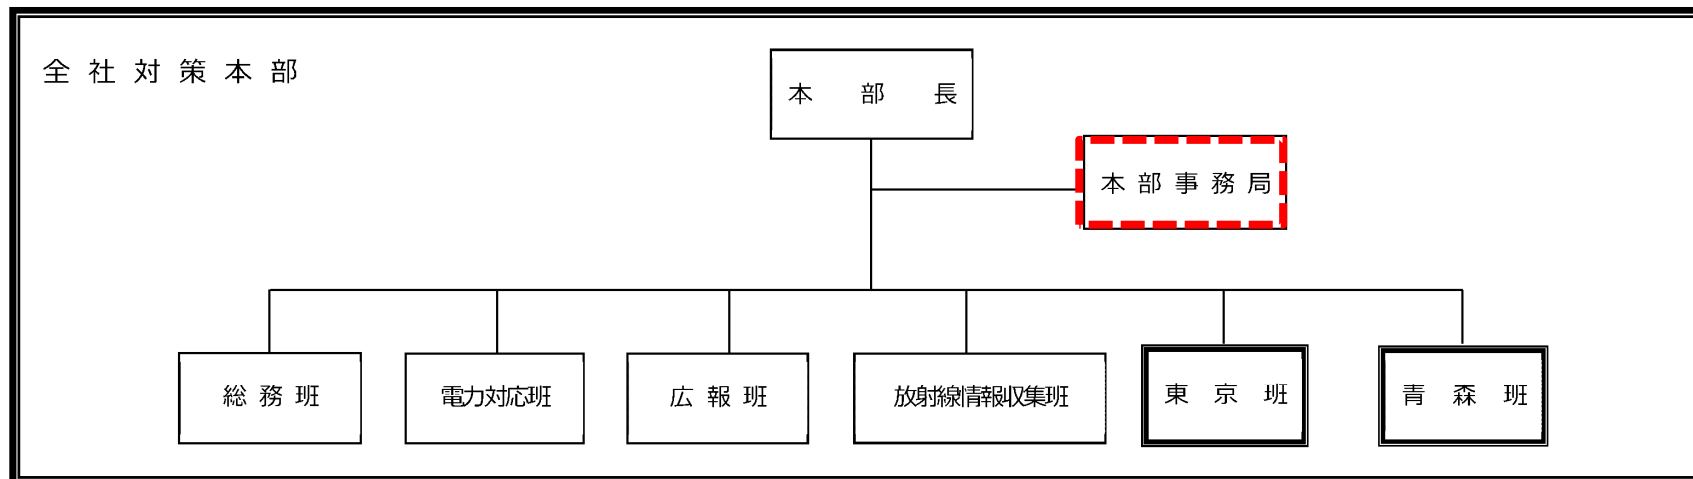 全社対策本部
本部長
本部事務局
総務班
電力対応班
広報班
放射線情報収集班
東京班
青森班